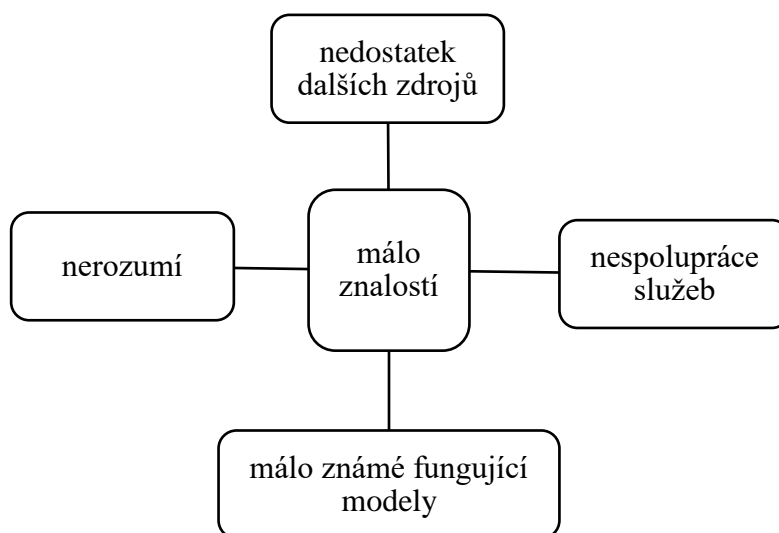 nedostatek
dalších zdrojů
nerozumí
málo
znalostí
nespolupráce
služeb
málo známé fungující
modely